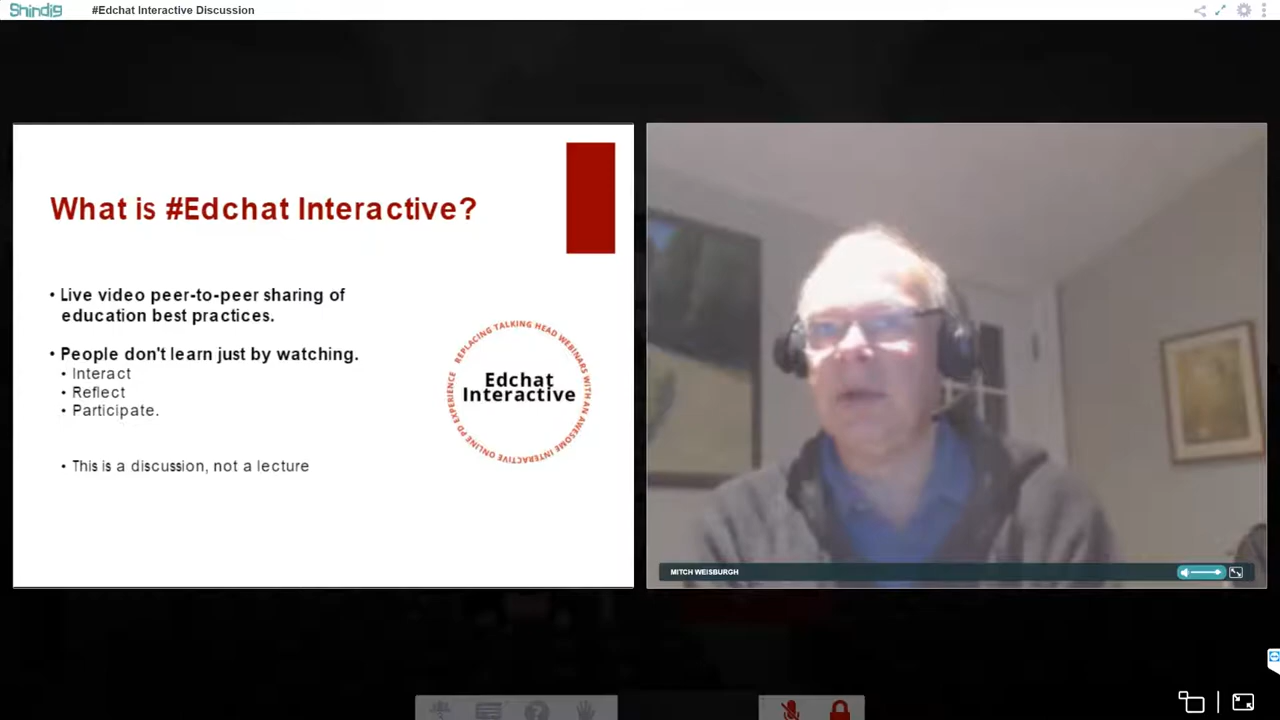 Shindig
#Edchat Interactive Discussion
What is #Edchat Interactive?
• Live video peer-to-peer sharing of
education best practices.
• People don't learn just by watching.
• Interact
• Reflect
• Participate.
• This is a discussion, not a lecture
REPLACING TALKING HEAD WEBINARS WITH AN AWESOME INTERACTIVE ONLINE PD EXPERIENCE
Edchat
Interactive
MITCH WEISBURGH